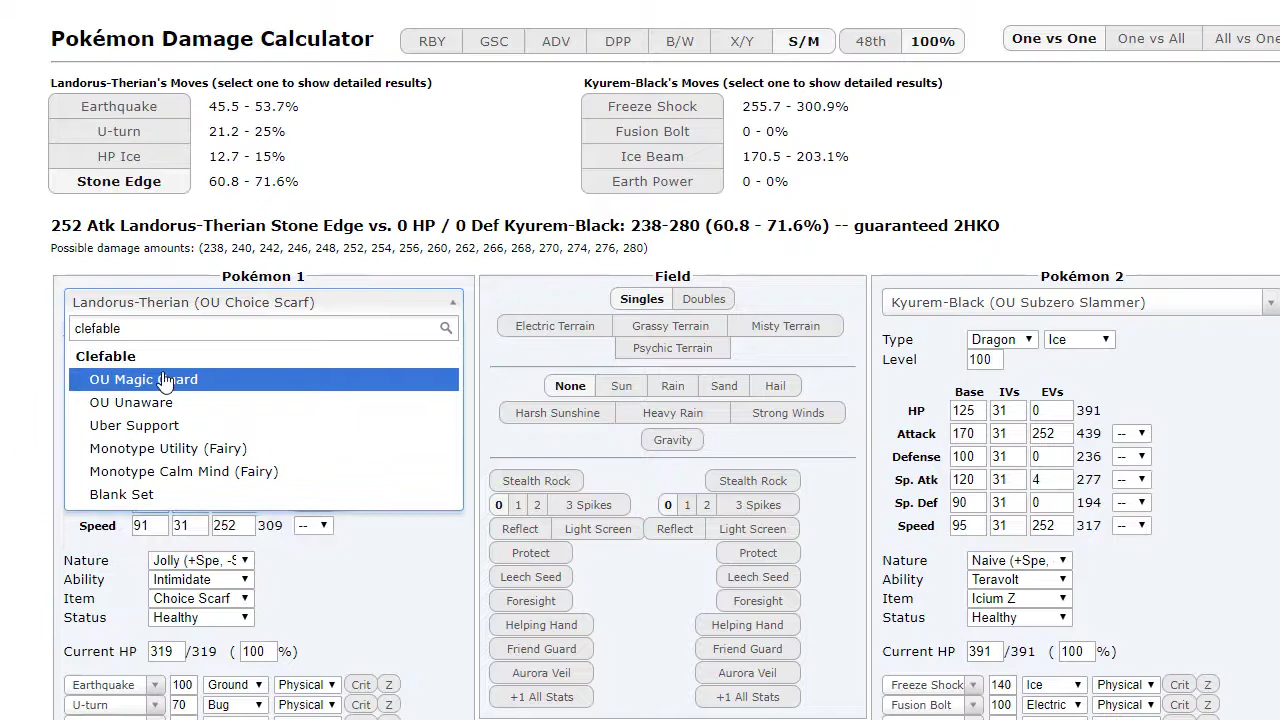 Pokémon Damage Calculator RBY GSC ADV DPP B/W X/Y S/M 48th 100% One vs One One vs All All vs One
Landorus-Therian's Moves (select one to show detailed results)
Earthquake 45.5 - 53.7%
U-turn 21.2 - 25%
HP Ice 12.7 - 15%
Stone Edge 60.8 - 71.6%
Kyurem-Black's Moves (select one to show detailed results)
Freeze Shock 255.7 - 300.9%
Fusion Bolt 0 - 0%
Ice Beam 170.5 - 203.1%
Earth Power 0 - 0%
252 Atk Landorus-Therian Stone Edge vs. 0 HP / 0 Def Kyurem-Black: 238-280 (60.8 - 71.6%) -- guaranteed 2HKO
Possible damage amounts: (238, 240, 242, 246, 248, 252, 254, 256, 260, 262, 266, 268, 270, 274, 276, 280)
Pokémon 1
Landorus-Therian (OU Choice Scarf)
clefable
Clefable
OU Magic Guard
OU Unaware
Uber Support
Monotype Utility (Fairy)
Monotype Calm Mind (Fairy)
Blank Set
Speed 91 31 252 309 --
Nature Jolly (+Spe, -S
Ability Intimidate
Item Choice Scarf
Status Healthy
Current HP 319 /319 ( 100 %)
Earthquake 100 Ground Physical Crit Z
U-turn 70 Bug Physical Crit Z
Field
Singles Doubles
Electric Terrain Grassy Terrain Misty Terrain
Psychic Terrain
None Sun Rain Sand Hail
Harsh Sunshine Heavy Rain Strong Winds
Gravity
Stealth Rock Stealth Rock
0 1 2 3 Spikes 0 1 2 3 Spikes
Reflect Light Screen Reflect Light Screen
Protect Protect
Leech Seed Leech Seed
Foresight Foresight
Helping Hand Helping Hand
Friend Guard Friend Guard
Aurora Veil Aurora Veil
+1 All Stats +1 All Stats
Pokémon 2
Kyurem-Black (OU Subzero Slammer)
Type Dragon Ice
Level 100
Base IVs EVs
HP 125 31 0 391
Attack 170 31 252 439 --
Defense 100 31 0 236 --
Sp. Atk 120 31 4 277 --
Sp. Def 90 31 0 194 --
Speed 95 31 252 317 --
Nature Naive (+Spe,
Ability Teravolt
Item Icium Z
Status Healthy
Current HP 391 /391 ( 100 %)
Freeze Shock 140 Ice Physical Crit Z
Fusion Bolt 100 Electric Physical Crit Z